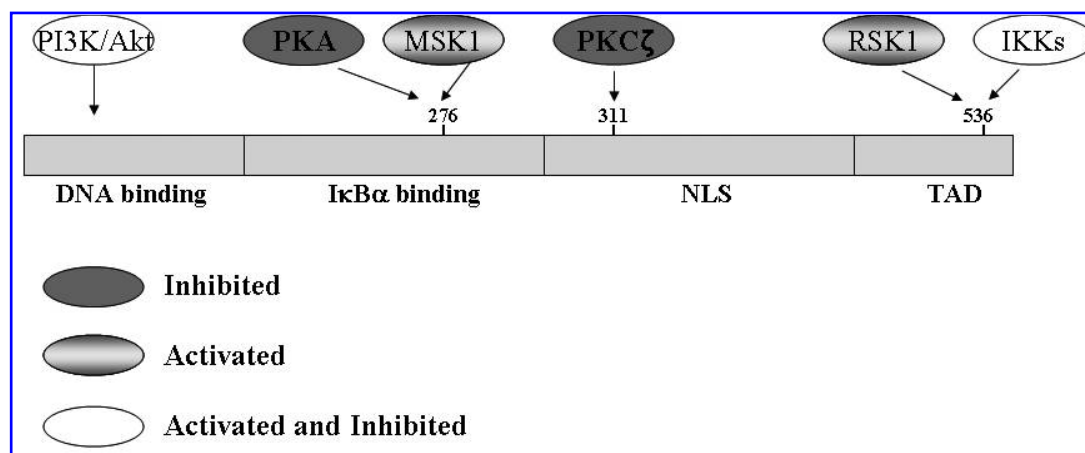 PI3K/Akt PKA MSK1 PKCζ RSK1 IKKs
276 311 536
DNA binding IκBα binding NLS TAD
Inhibited
Activated
Activated and Inhibited